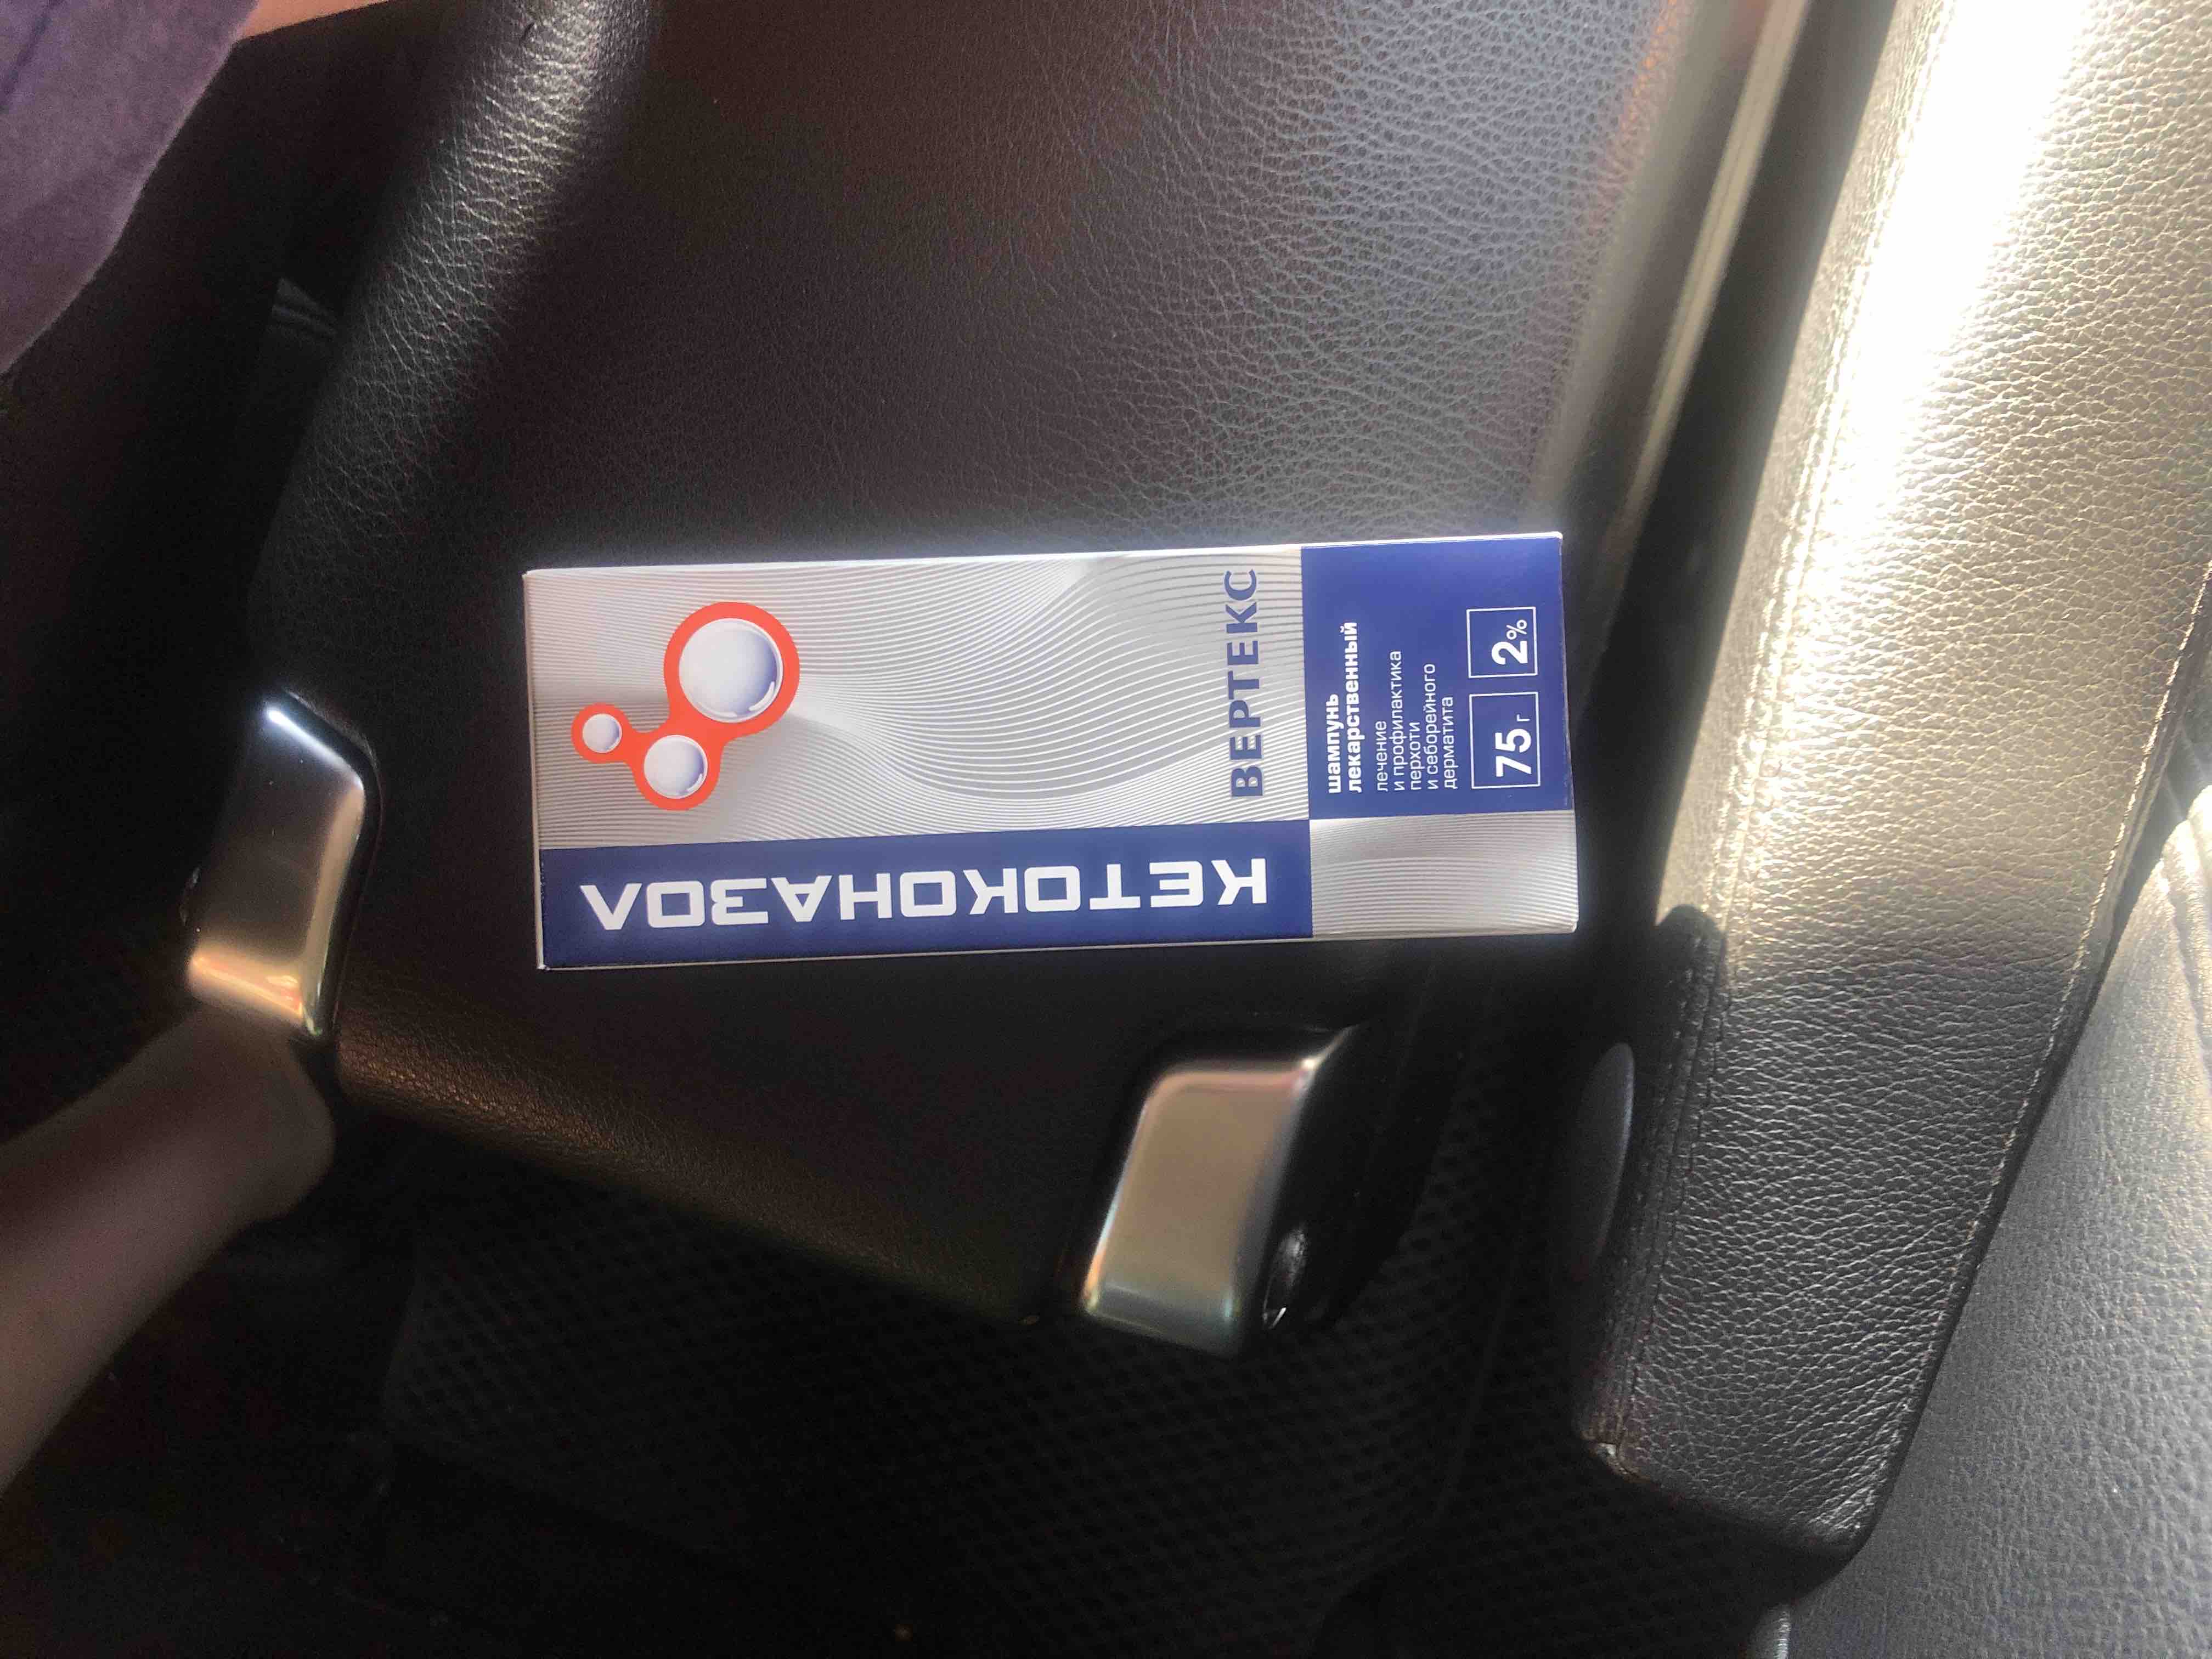 КЕТОКОНАЗОЛ
ВЕРТЕКС
шампунь
лекарственный
лечение
и профилактика
перхоти
и себорейного
дерматита
75 г
2%